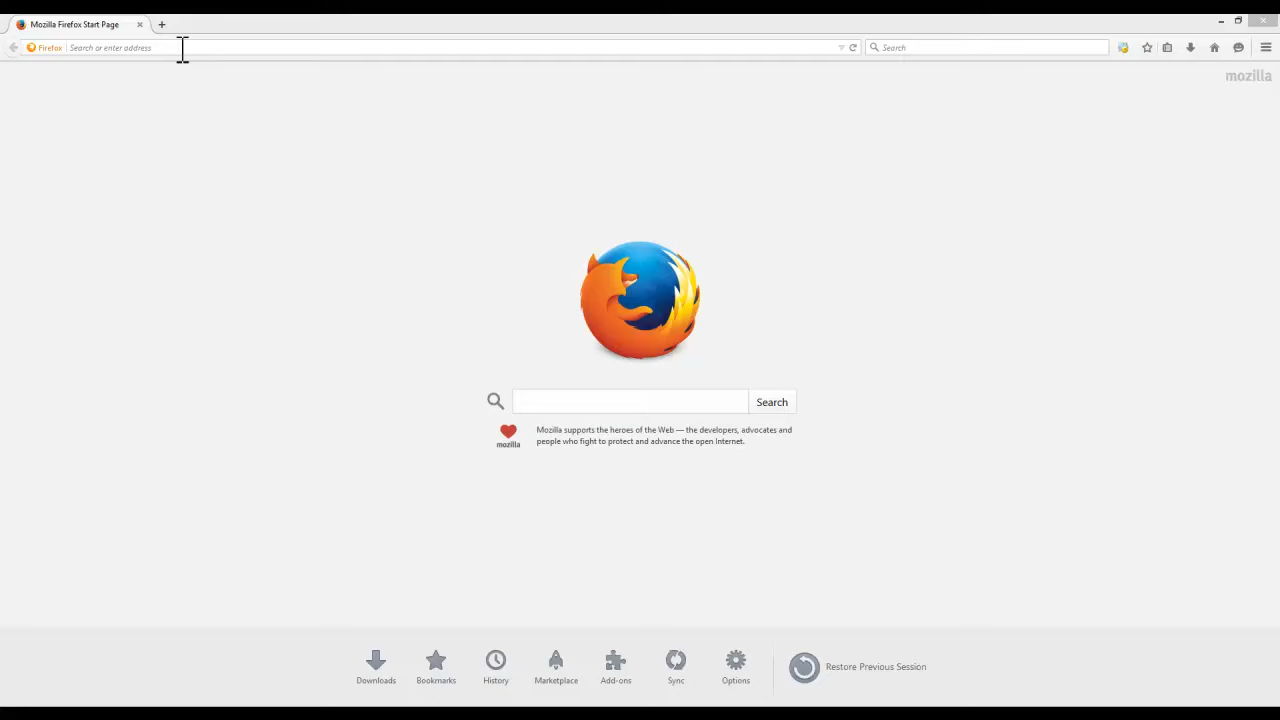 Mozilla Firefox Start Page
Firefox Search or enter address Search
mozilla
Search
Mozilla supports the heroes of the Web — the developers, advocates and
people who fight to protect and advance the open Internet.
mozilla
Downloads Bookmarks History Marketplace Add-ons Sync Options Restore Previous Session